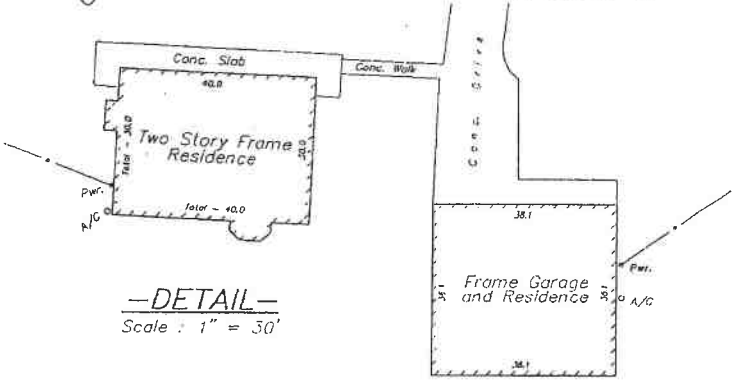 Conc. Slab
40.0
Conc. Walk
Conc. Drive
Two Story Frame
Residence
Total - 30.0
30.0
Total - 40.0
Pwr.
A/C
38.1
Frame Garage
and Residence
38.1
38.1
38.1
Pwr.
A/C
-DETAIL-
Scale : 1" = 30'